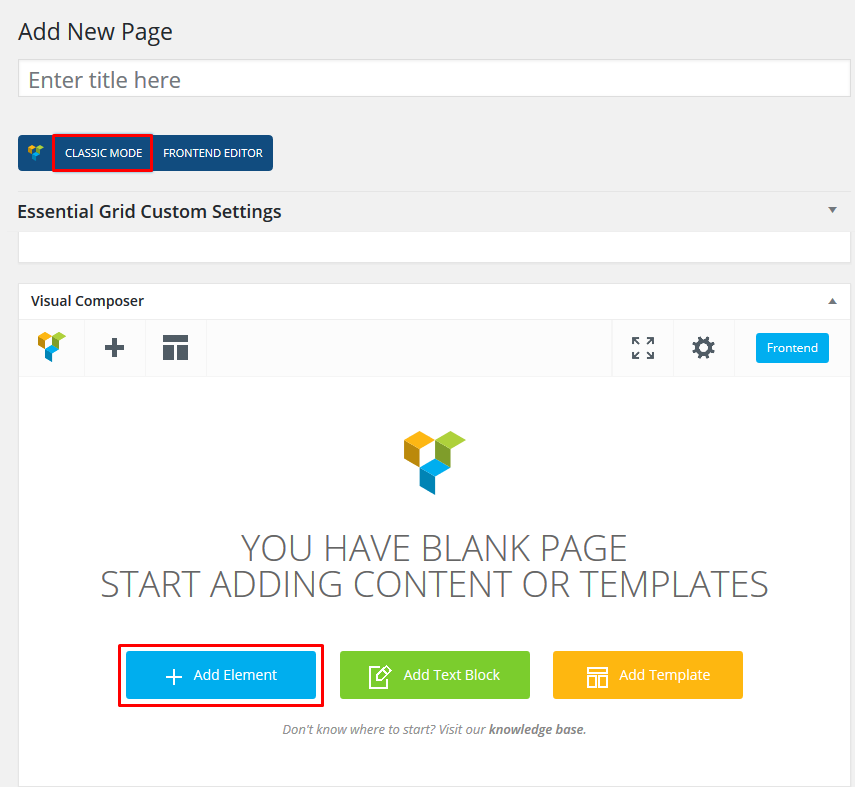 Add New Page
Enter title here
CLASSIC MODE FRONTEND EDITOR
Essential Grid Custom Settings
Visual Composer
Frontend
YOU HAVE BLANK PAGE
START ADDING CONTENT OR TEMPLATES
Add Element Add Text Block Add Template
Don't know where to start? Visit our knowledge base.